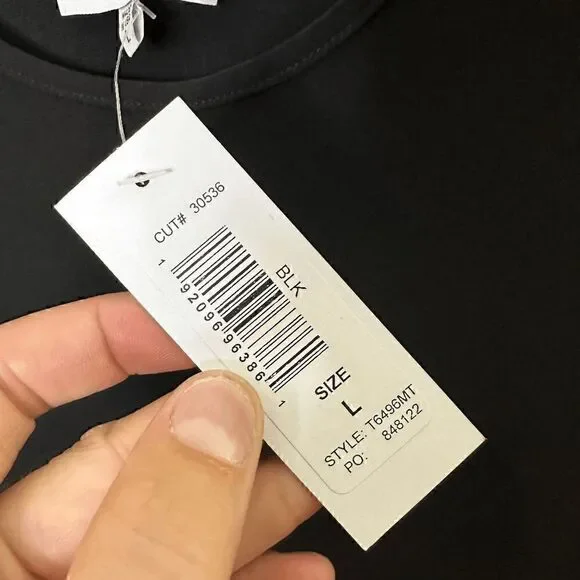 CUT# 30536
BLK
1 92096 96386 1
SIZE
L
STYLE: T6496MT
PO: 848122